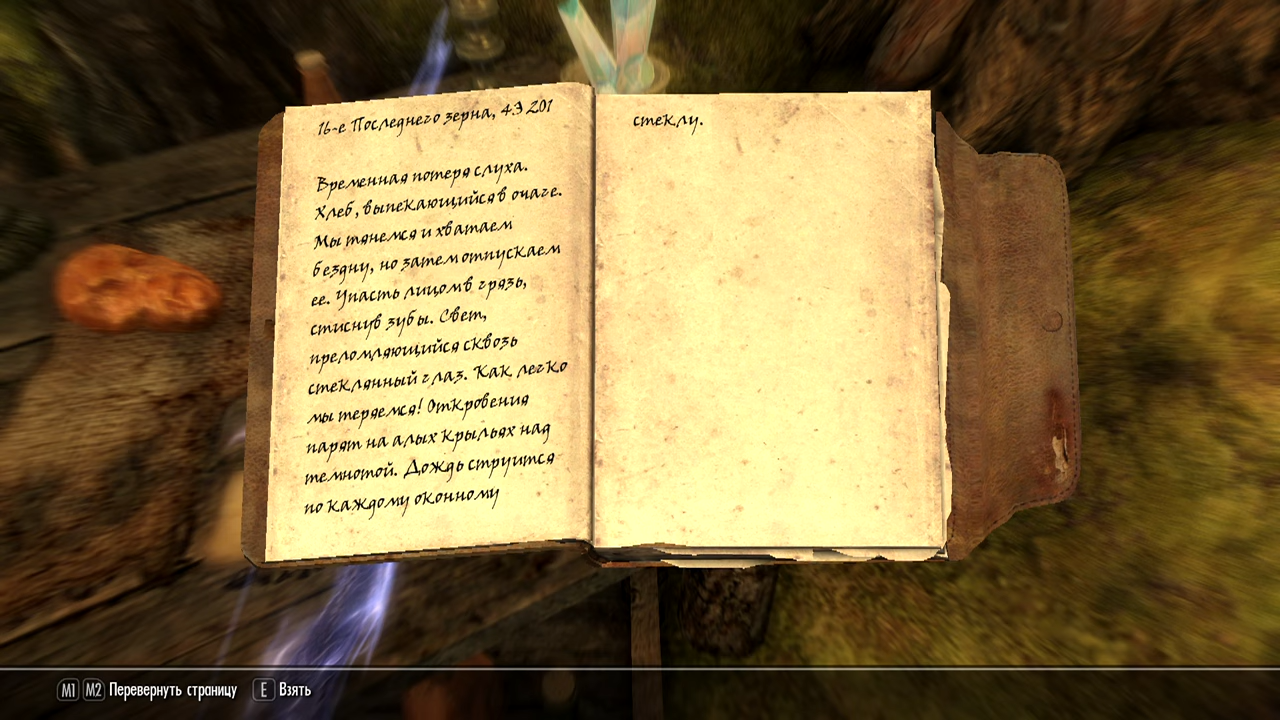 16-е Последнего зерна, 4Э 201
Временная потеря слуха.
Хлеб, выпекающийся в очаге.
Мы тянемся и хватаем
бездну, но затем отпускаем
ее. Упасть лицом в грязь,
стиснув зубы. Свет,
преломляющийся сквозь
стеклянный глаз. Как легко
мы теряемся! Откровения
парят на алых крыльях над
темнотой. Дождь струится
по каждому оконному
стеклу.
M1 M2 Перевернуть страницу E Взять